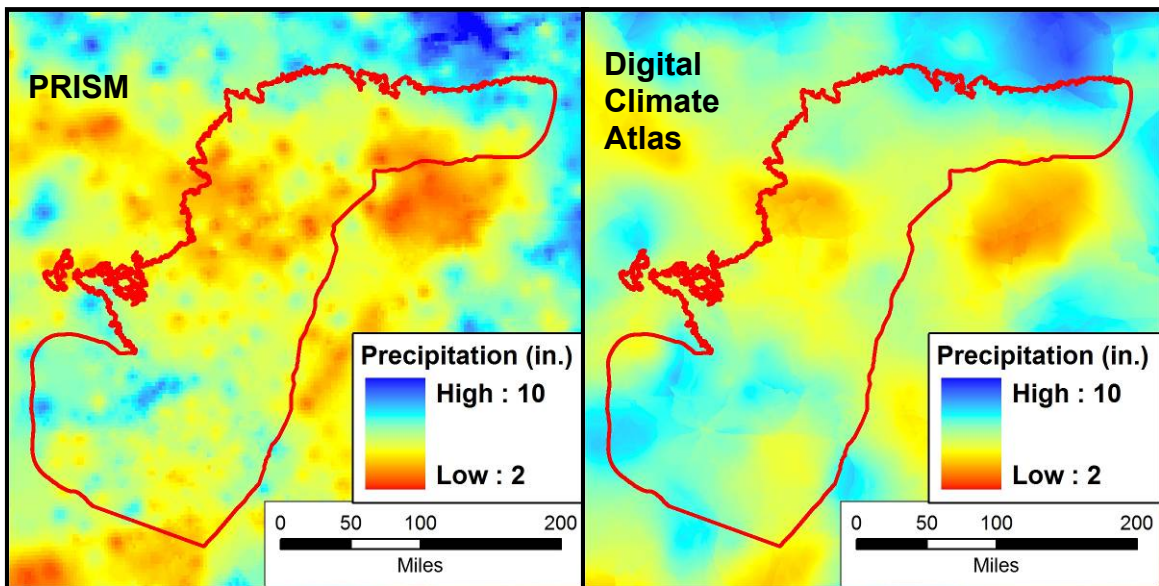 PRISM
Precipitation (in.)
High : 10
Low : 2
0 50 100 200
Miles
Digital
Climate
Atlas
Precipitation (in.)
High : 10
Low : 2
0 50 100 200
Miles